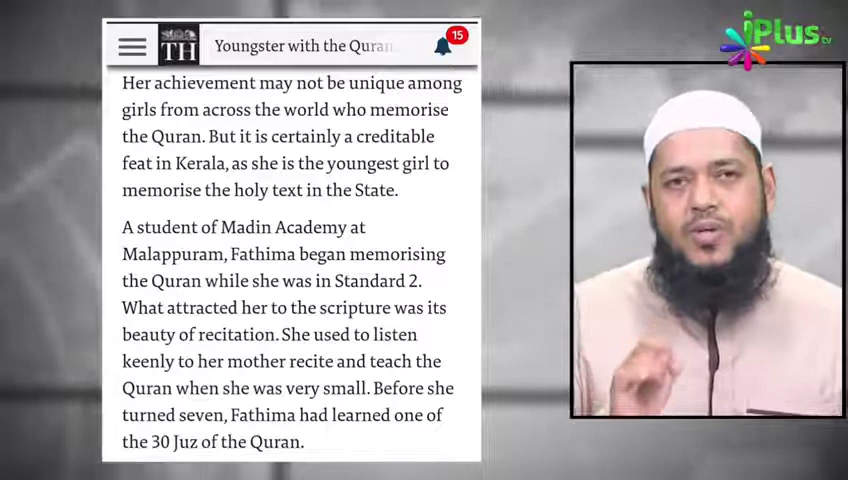 TH
Youngster with the Quran
15
iPlus tv
Her achievement may not be unique among
girls from across the world who memorise
the Quran. But it is certainly a creditable
feat in Kerala, as she is the youngest girl to
memorise the holy text in the State.
A student of Madin Academy at
Malappuram, Fathima began memorising
the Quran while she was in Standard 2.
What attracted her to the scripture was its
beauty of recitation. She used to listen
keenly to her mother recite and teach the
Quran when she was very small. Before she
turned seven, Fathima had learned one of
the 30 Juz of the Quran.